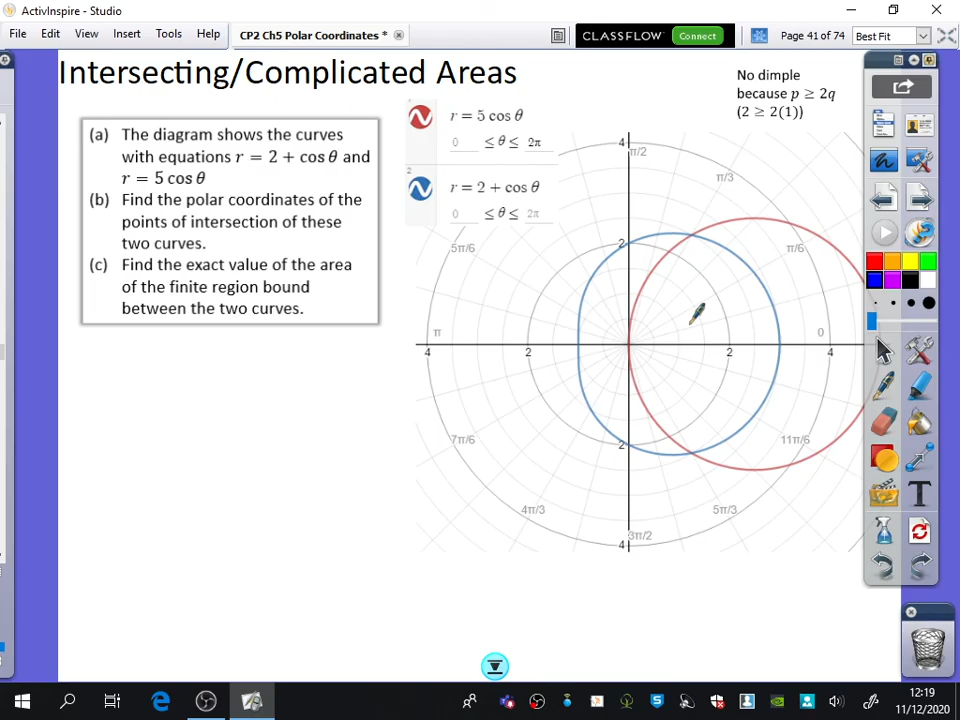 ActivInspire - Studio
File Edit View Insert Tools Help
CP2 Ch5 Polar Coordinates *
CLASSFLOW Connect
Page 41 of 74
Best Fit
Intersecting/Complicated Areas
No dimple
because p ≥ 2q
(2 ≥ 2(1))
(a) The diagram shows the curves
with equations r = 2 + cos θ and
r = 5 cos θ
(b) Find the polar coordinates of the
points of intersection of these
two curves.
(c) Find the exact value of the area
of the finite region bound
between the two curves.
1
r = 5 cos θ
0 ≤ θ ≤ 2π
2
r = 2 + cos θ
0 ≤ θ ≤ 2π
4
π/2
π/3
5π/6
2
π/6
π
0
4
2
2
4
7π/6
2
11π/6
4π/3
5π/3
3π/2
4
T
12:19
11/12/2020